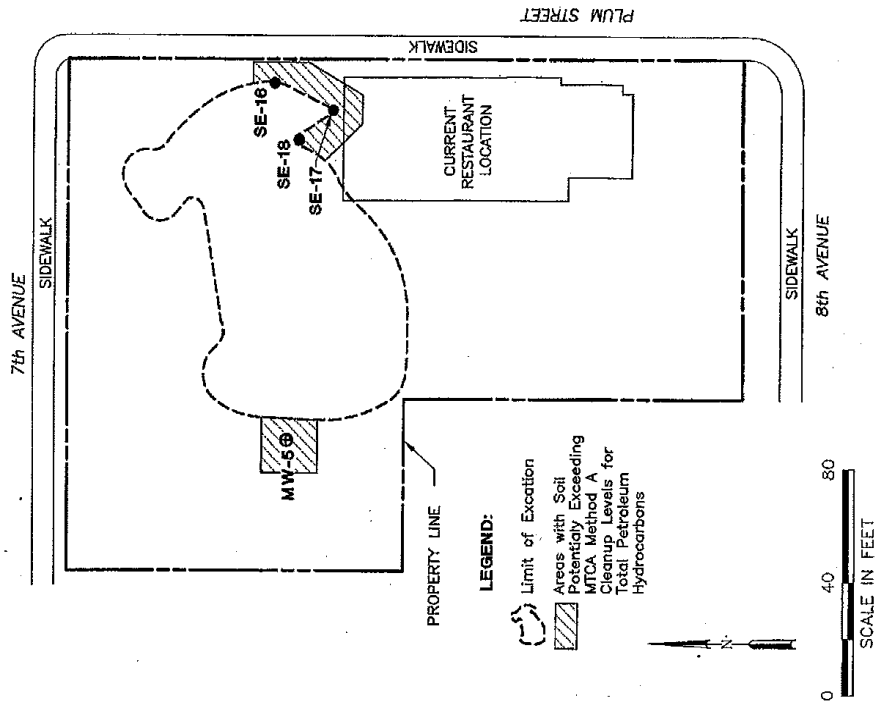 PLUM STREET
7th AVENUE
SIDEWALK
SIDEWALK
SE-16
SE-18
SE-17
CURRENT
RESTAURANT
LOCATION
MW-5
SIDEWALK
8th AVENUE
PROPERTY LINE
LEGEND:
Limit of Excation
Areas with Soil
Potentialy Exceeding
MTCA Method A
Cleanup Levels for
Total Petroleum
Hydrocarbons
N
0 40 80
SCALE IN FEET